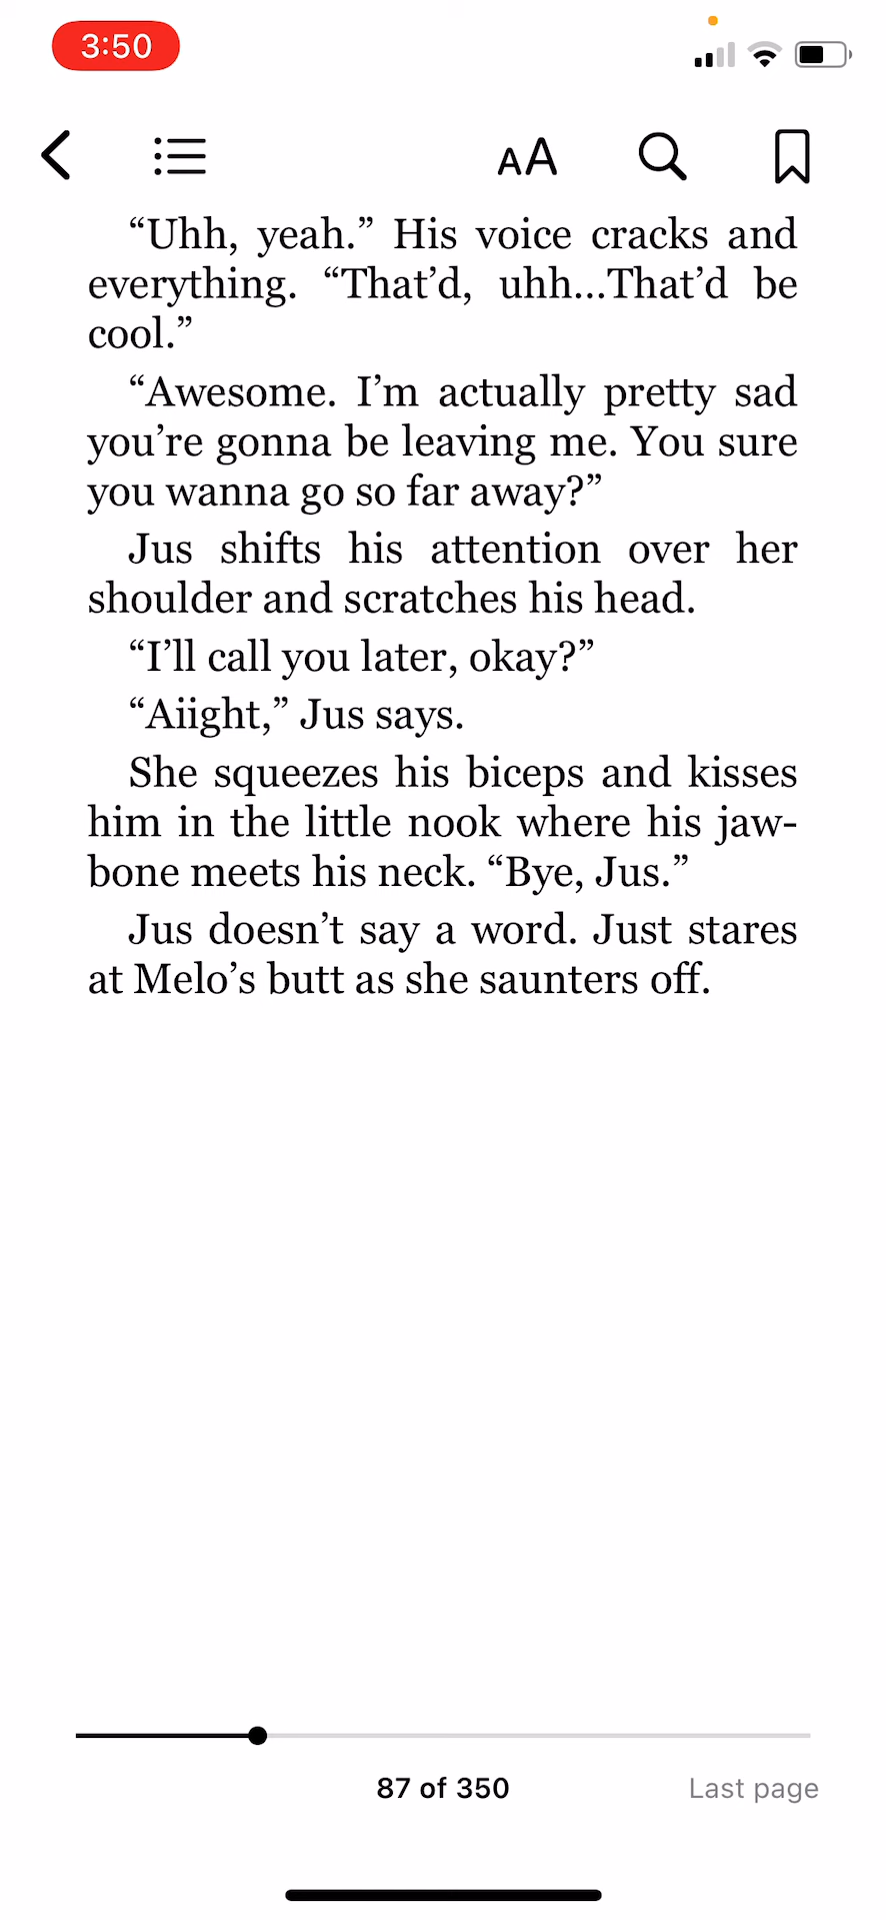 3:50
AA
“Uhh, yeah.” His voice cracks and
everything. “That’d, uhh...That’d be
cool.”
“Awesome. I’m actually pretty sad
you’re gonna be leaving me. You sure
you wanna go so far away?”
Jus shifts his attention over her
shoulder and scratches his head.
“I’ll call you later, okay?”
“Aiight,” Jus says.
She squeezes his biceps and kisses
him in the little nook where his jaw-
bone meets his neck. “Bye, Jus.”
Jus doesn’t say a word. Just stares
at Melo’s butt as she saunters off.
87 of 350
Last page